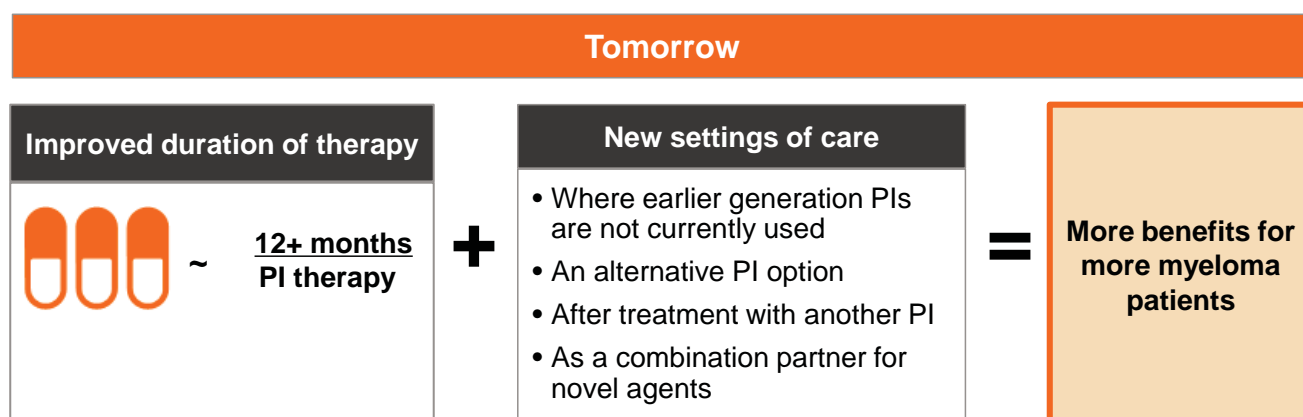 Tomorrow
Improved duration of therapy
~
12+ months
PI therapy
+
New settings of care
• Where earlier generation PIs
are not currently used
• An alternative PI option
• After treatment with another PI
• As a combination partner for
novel agents
=
More benefits for
more myeloma
patients